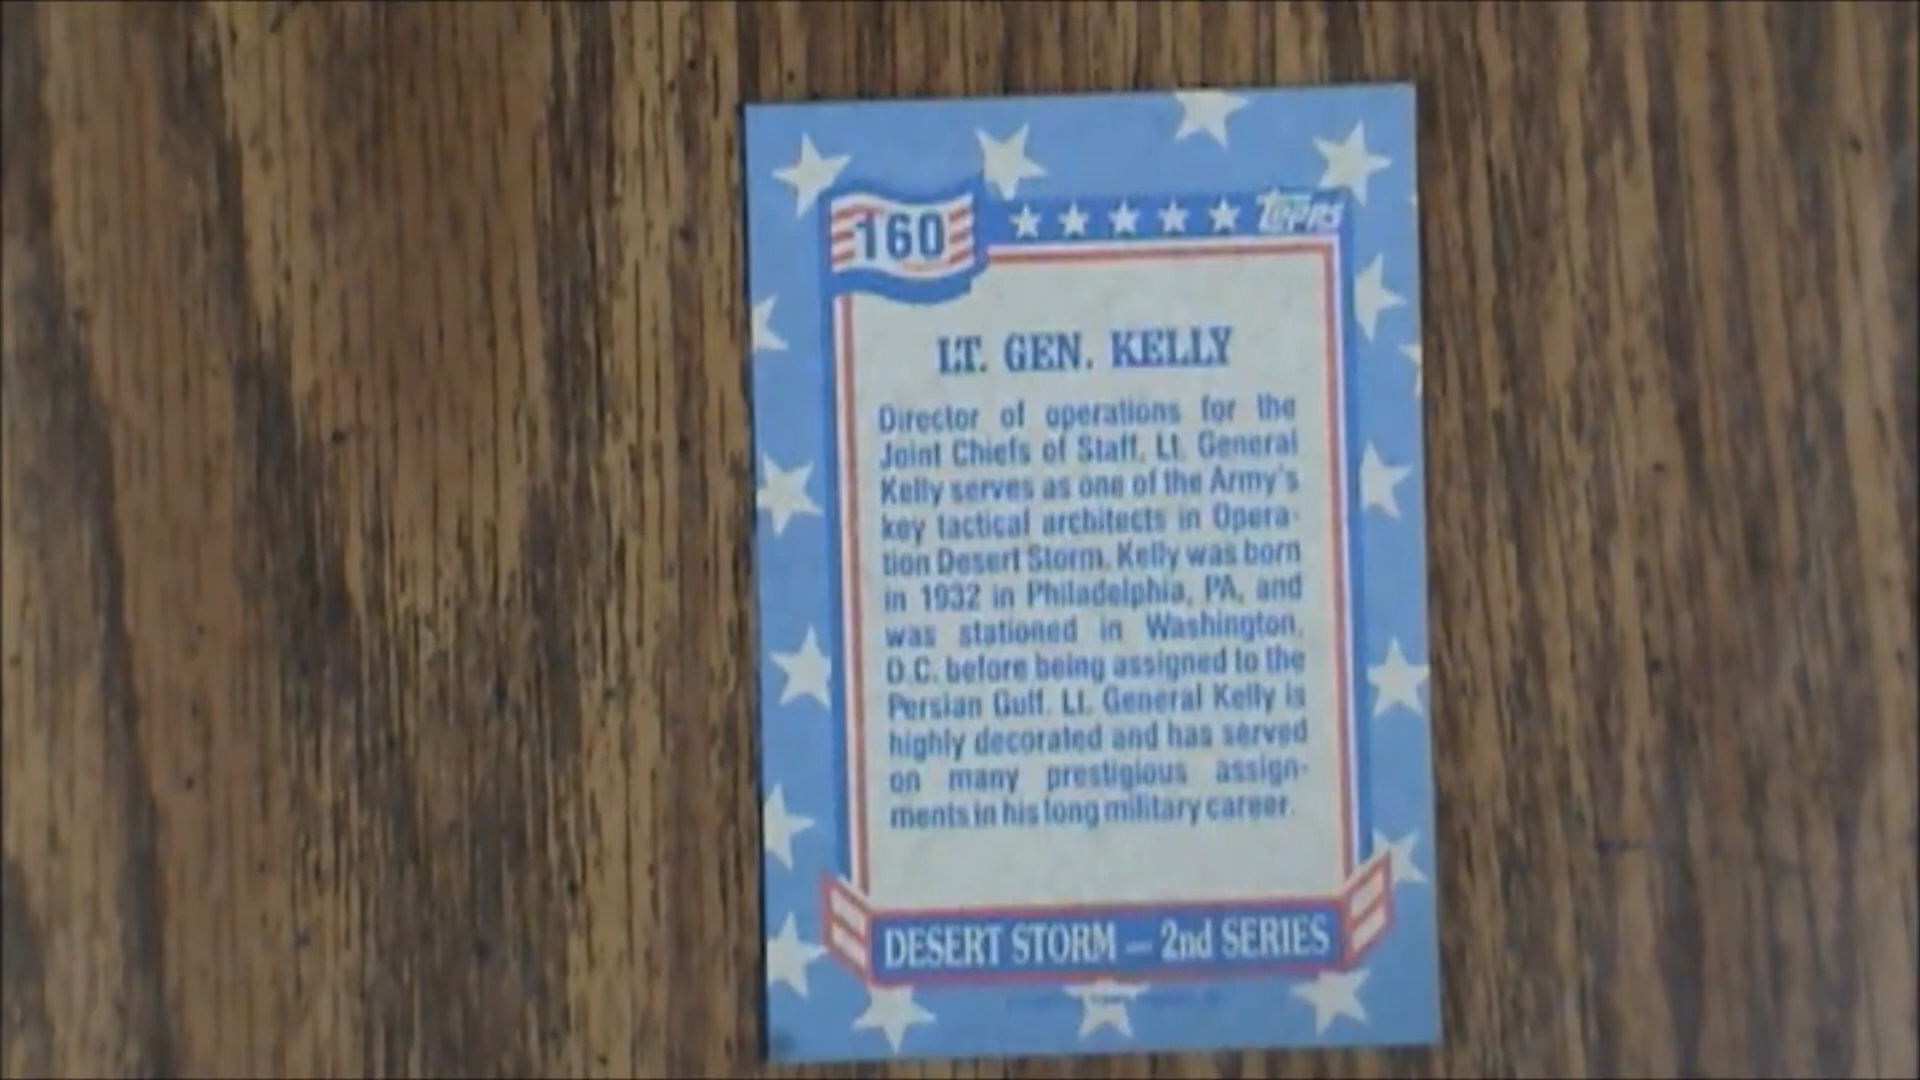 160
TOPPS
LT. GEN. KELLY
Director of operations for the
Joint Chiefs of Staff, Lt. General
Kelly serves as one of the Army's
key tactical architects in Opera-
tion Desert Storm. Kelly was born
in 1932 in Philadelphia, PA, and
was stationed in Washington,
D.C. before being assigned to the
Persian Gulf. Lt. General Kelly is
highly decorated and has served
on many prestigious assign-
ments in his long military career.
DESERT STORM — 2nd SERIES